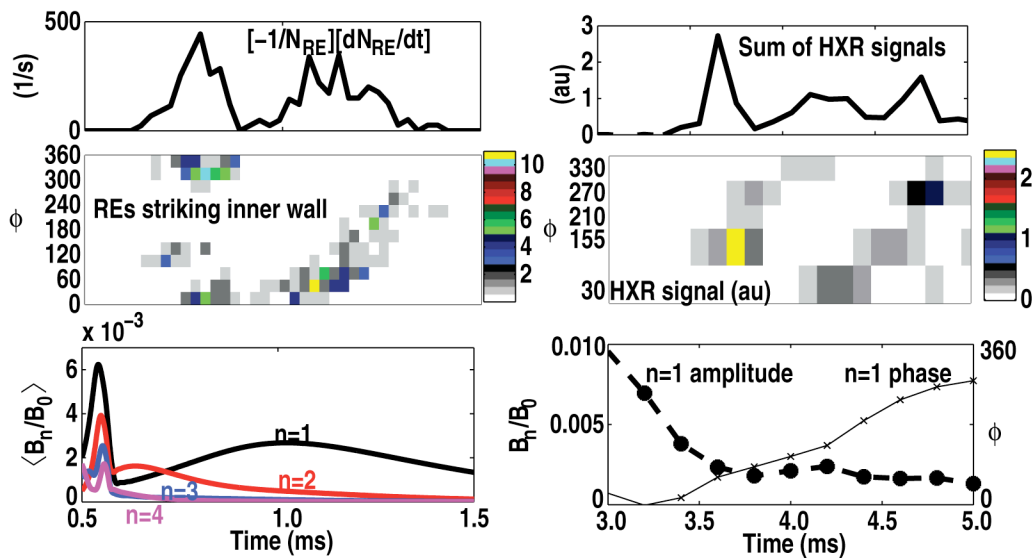 [-1/N_RE][dN_RE/dt]
500
0
(1/s)
Sum of HXR signals
3
2
1
0
(au)
360
300
240
180
120
60
0
ϕ
REs striking inner wall
10
8
6
4
2
330
270
210
155
30
ϕ
HXR signal (au)
2
1
0
x 10⁻³
6
4
2
0
⟨B_n/B_0⟩
n=1
n=2
n=3
n=4
0.5
1.0
1.5
Time (ms)
0.010
0.005
0
B_n/B_0
n=1 amplitude
n=1 phase
360
0
ϕ
3.0
3.5
4.0
4.5
5.0
Time (ms)